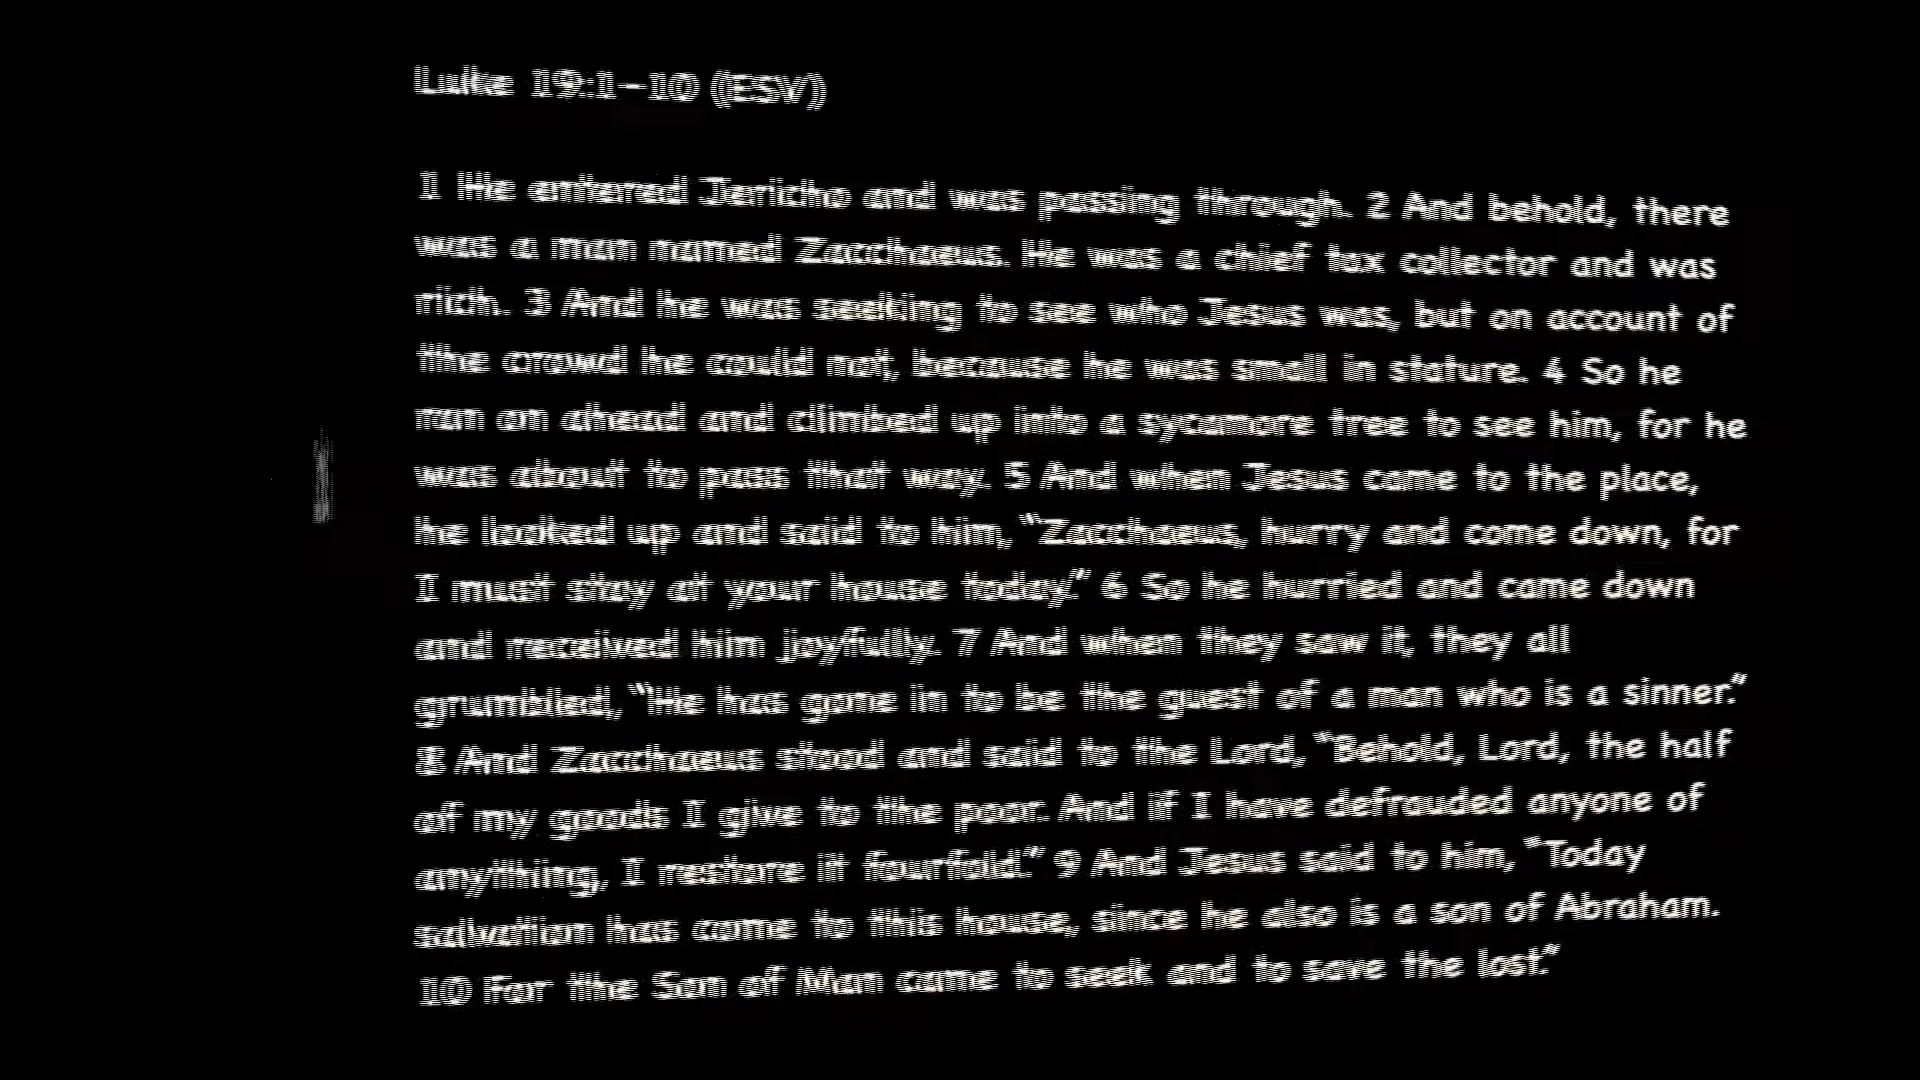 Luke 19:1–10 (ESV)
1 He entered Jericho and was passing through. 2 And behold, there
was a man named Zacchaeus. He was a chief tax collector and was
rich. 3 And he was seeking to see who Jesus was, but on account of
the crowd he could not, because he was small in stature. 4 So he
ran on ahead and climbed up into a sycamore tree to see him, for he
was about to pass that way. 5 And when Jesus came to the place,
he looked up and said to him, “Zacchaeus, hurry and come down, for
I must stay at your house today.” 6 So he hurried and came down
and received him joyfully. 7 And when they saw it, they all
grumbled, “He has gone in to be the guest of a man who is a sinner.”
8 And Zacchaeus stood and said to the Lord, “Behold, Lord, the half
of my goods I give to the poor. And if I have defrauded anyone of
anything, I restore it fourfold.” 9 And Jesus said to him, “Today
salvation has come to this house, since he also is a son of Abraham.
10 For the Son of Man came to seek and to save the lost.”